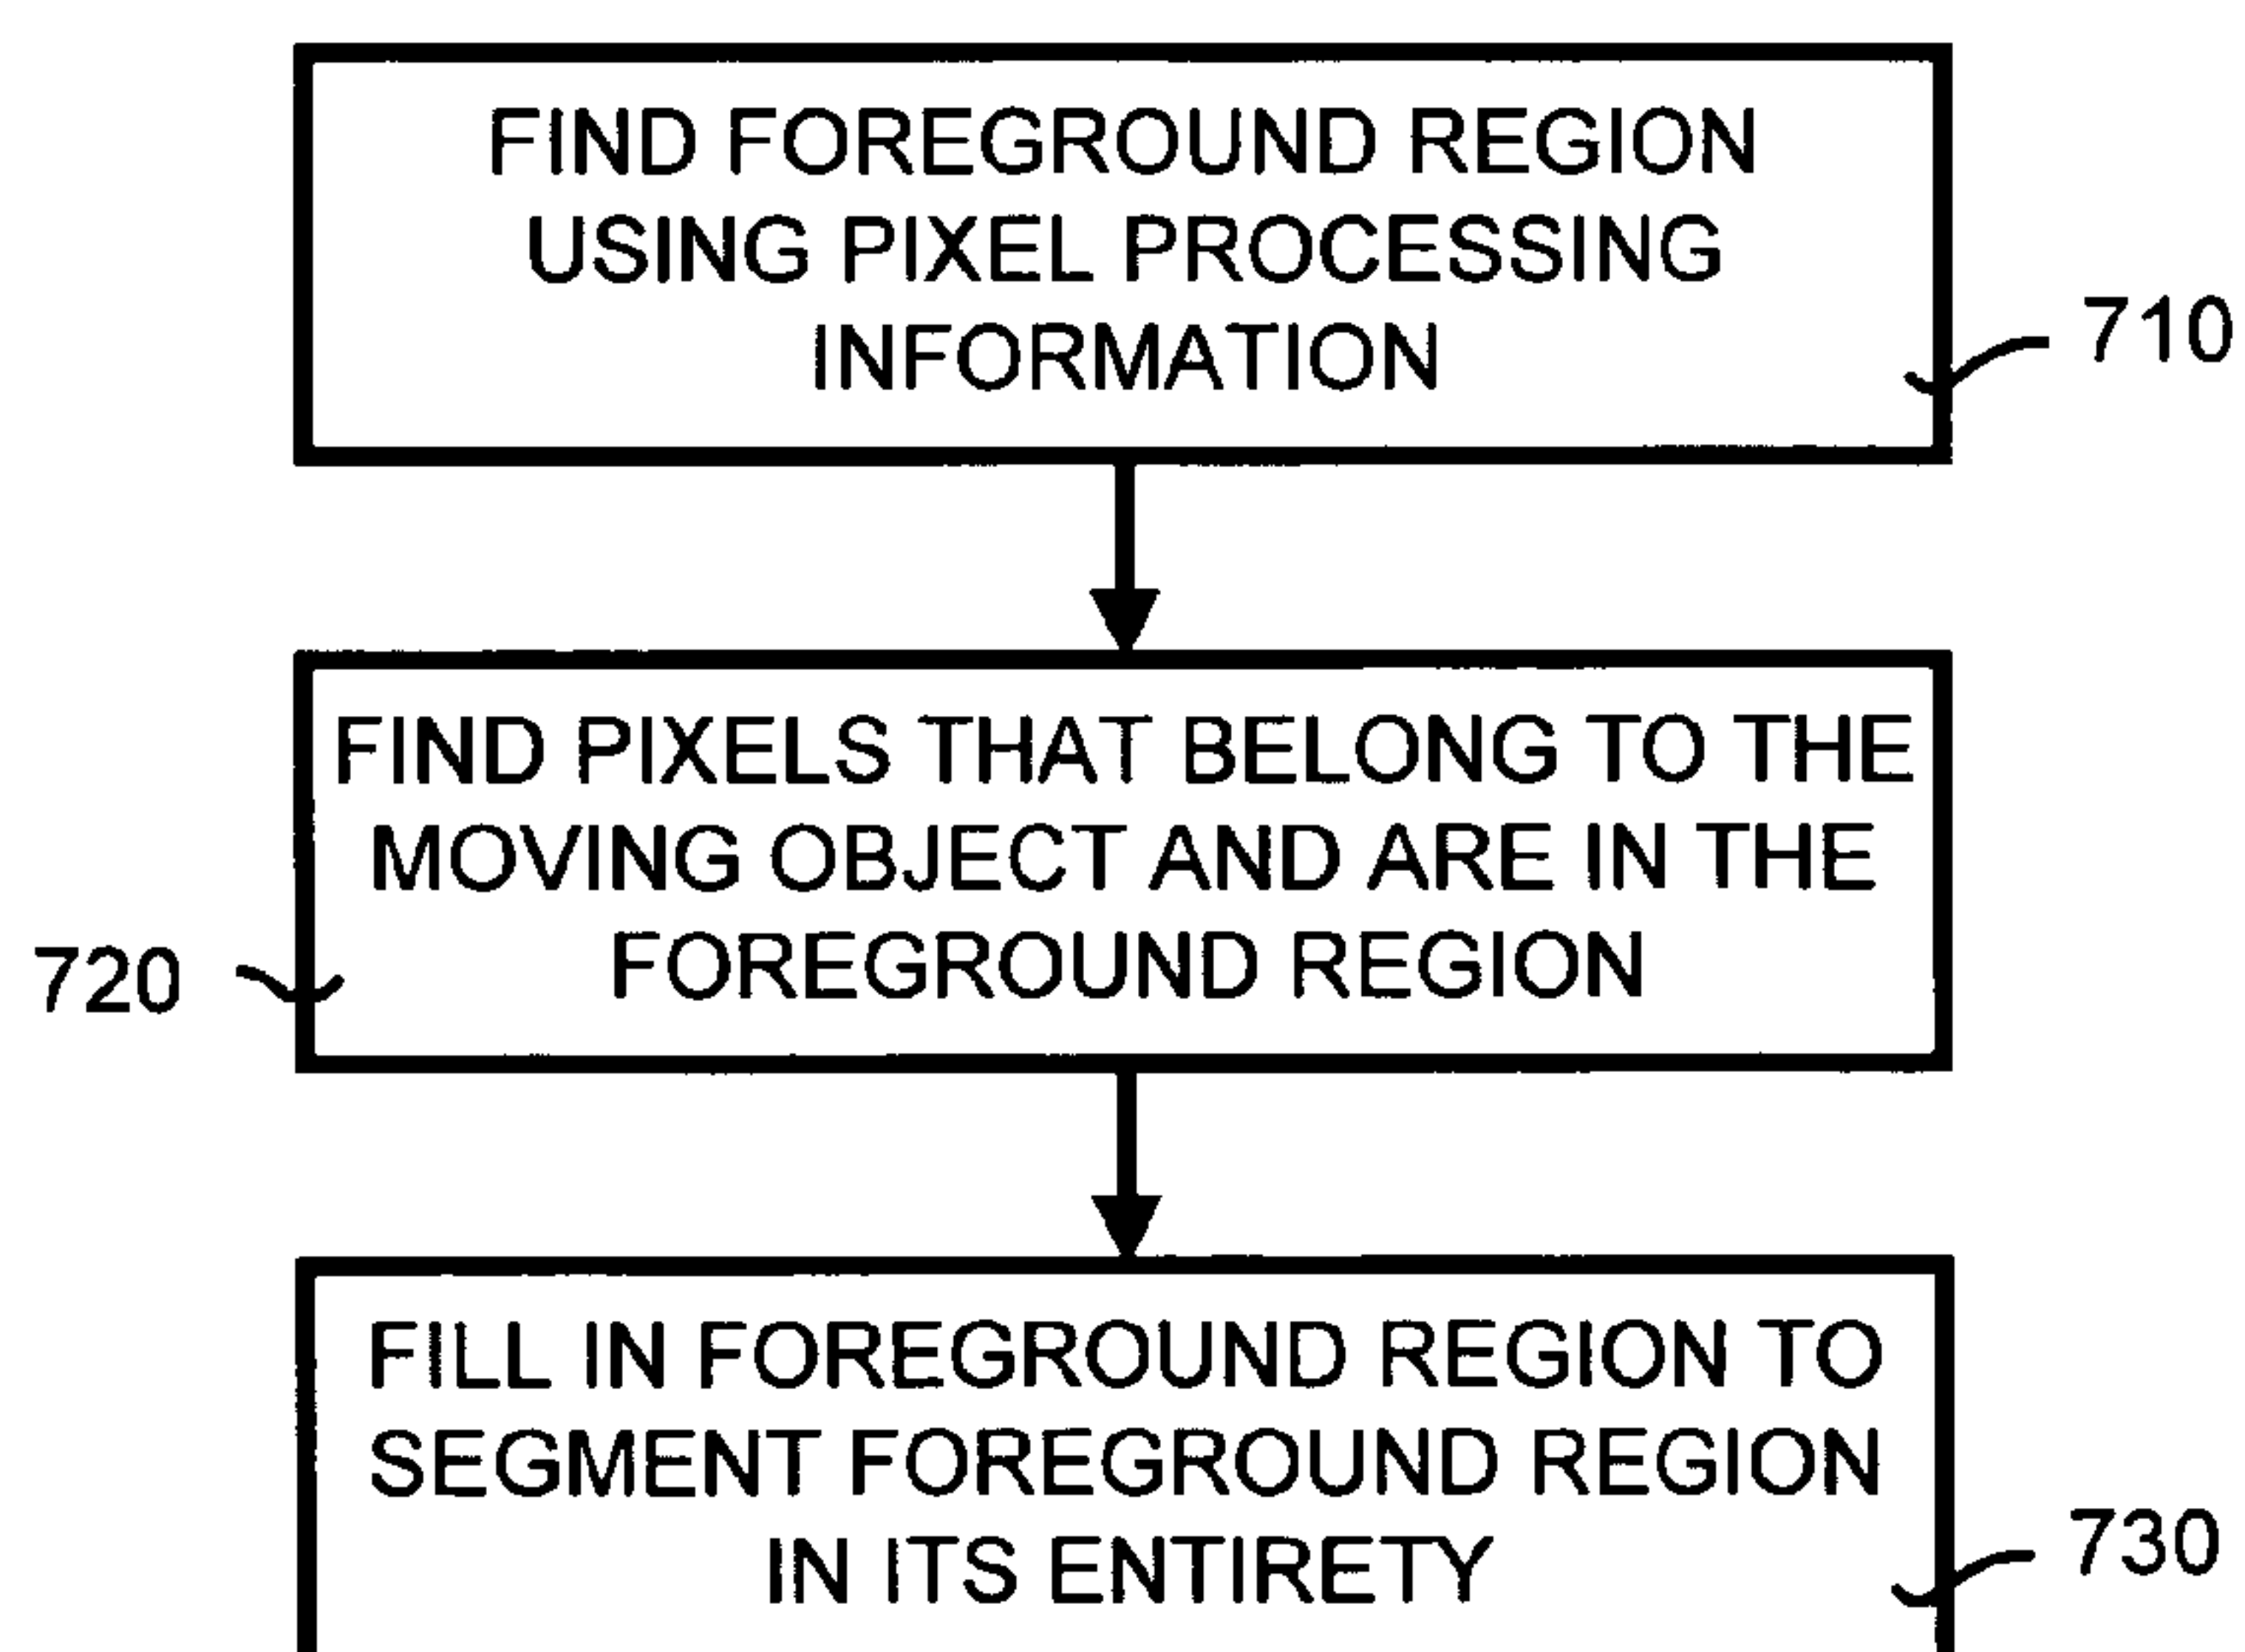 FIND FOREGROUND REGION
USING PIXEL PROCESSING
INFORMATION
710
FIND PIXELS THAT BELONG TO THE
MOVING OBJECT AND ARE IN THE
FOREGROUND REGION
720
FILL IN FOREGROUND REGION TO
SEGMENT FOREGROUND REGION
IN ITS ENTIRETY
730